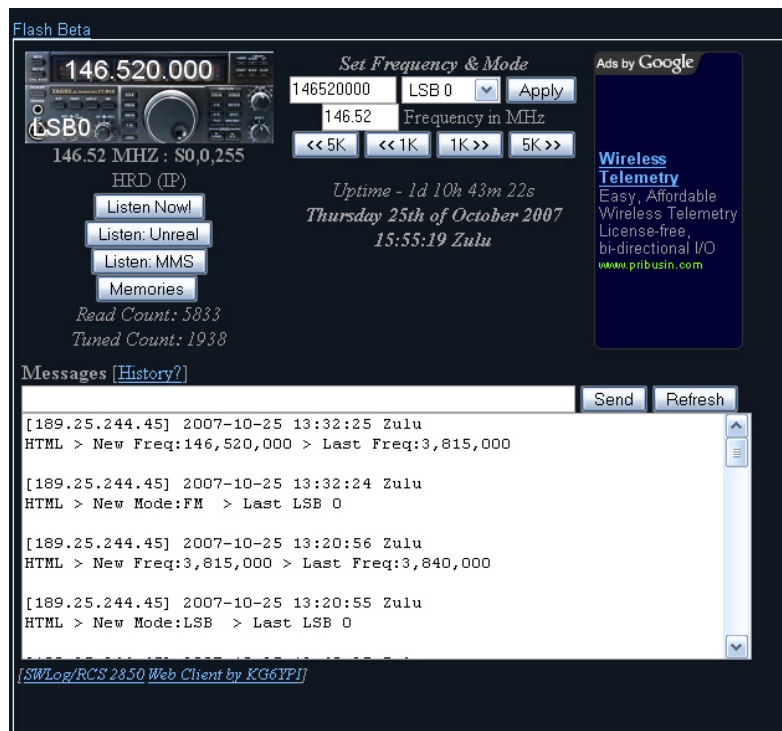 Flash Beta
146.520.000
LSB0
146.52 MHZ : S0,0,255
HRD (IP)
Listen Now!
Listen: Unreal
Listen: MMS
Memories
Read Count: 5833
Tuned Count: 1938
Set Frequency & Mode
146520000 LSB 0 Apply
146.52 Frequency in MHz
<< 5K << 1K 1K >> 5K >>
Uptime - 1d 10h 43m 22s
Thursday 25th of October 2007
15:55:19 Zulu
Ads by Google
Wireless
Telemetry
Easy, Affordable
Wireless Telemetry
License-free,
bi-directional I/O
www.pribusin.com
Messages [History?]
Send Refresh
[189.25.244.45] 2007-10-25 13:32:25 Zulu
HTML > New Freq:146,520,000 > Last Freq:3,815,000
[189.25.244.45] 2007-10-25 13:32:24 Zulu
HTML > New Mode:FM > Last LSB 0
[189.25.244.45] 2007-10-25 13:20:56 Zulu
HTML > New Freq:3,815,000 > Last Freq:3,840,000
[189.25.244.45] 2007-10-25 13:20:55 Zulu
HTML > New Mode:LSB > Last LSB 0
[SWLog/RCS 2850 Web Client by KG6YPI]